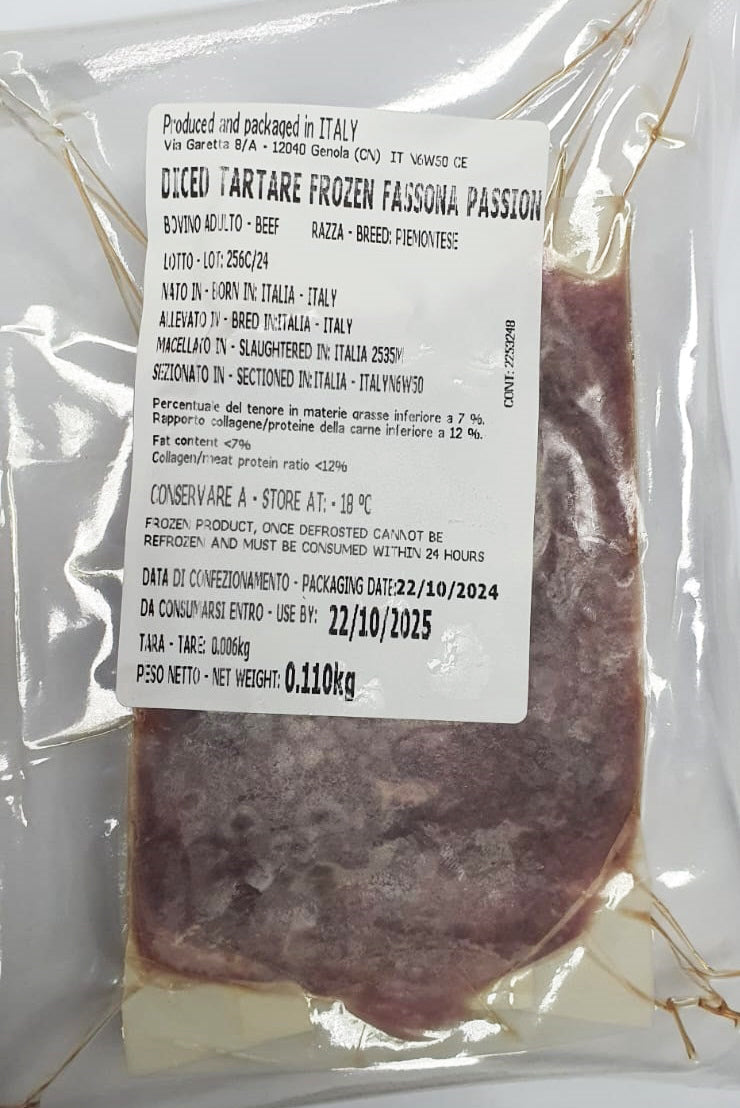 Produced and packaged in ITALY
Via Garetta 8/A - 12040 Genola (CN) IT V6W50 CE
DICED TARTARE FROZEN FASSONA PASSION
BOVINO ADULTO - BEEF RAZZA - BREED: PIEMONTESE
LOTTO - LOT: 256C/24
NATO IN - BORN IN: ITALIA - ITALY
ALLEVATO IN - BRED IN:ITALIA - ITALY
MACELLATO IN - SLAUGHTERED IN: ITALIA 2535M
SEZIONATO IN - SECTIONED IN:ITALIA - ITALYN6W50
CONT: 2253248
Percentuale del tenore in materie grasse inferiore a 7 %.
Rapporto collagene/proteine della carne inferiore a 12 %.
Fat content <7%
Collagen/meat protein ratio <12%
CONSERVARE A - STORE AT: - 18 ºC
FROZEN PRODUCT, ONCE DEFROSTED CANNOT BE
REFROZEN AND MUST BE CONSUMED WITHIN 24 HOURS
DATA DI CONFEZIONAMENTO - PACKAGING DATE:22/10/2024
DA CONSUMARSI ENTRO - USE BY: 22/10/2025
TARA - TARE: 0.006kg
PESO NETTO - NET WEIGHT: 0.110kg